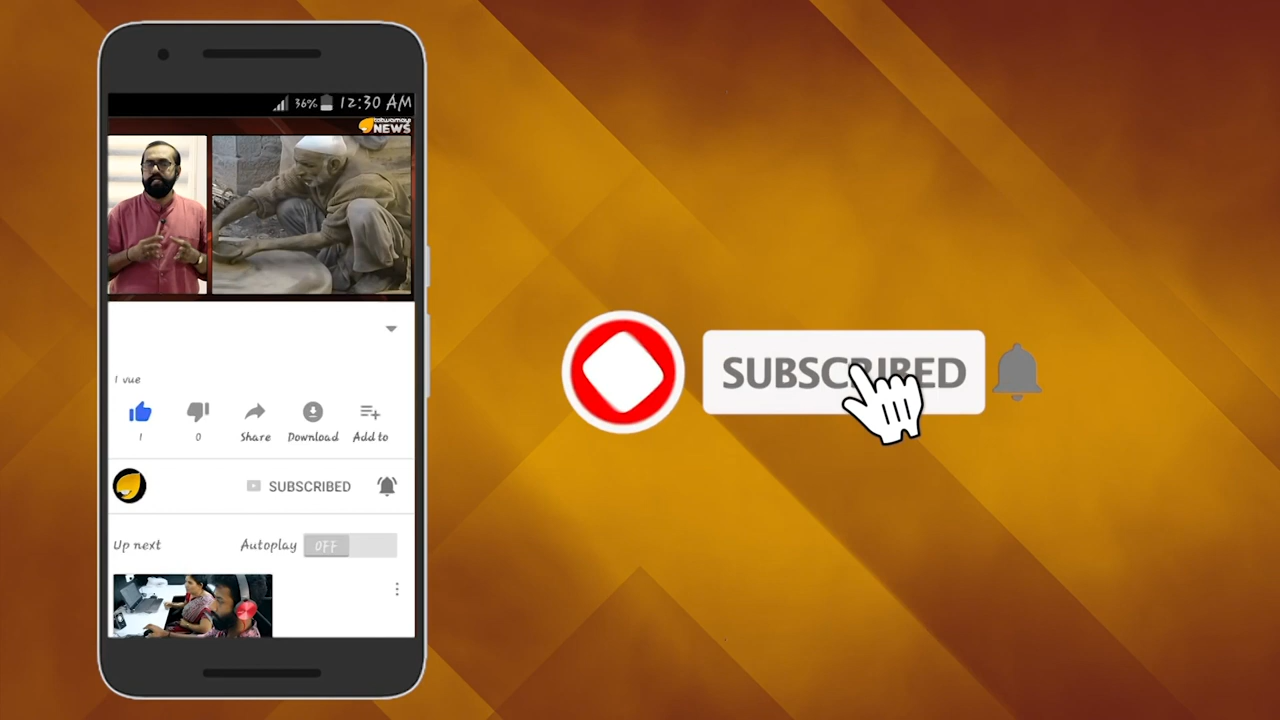 36% 12:30 AM
tatwamayi
NEWS
1 vue
1
0
Share
Download
Add to
SUBSCRIBED
Up next
Autoplay
OFF
SUBSCRIBED